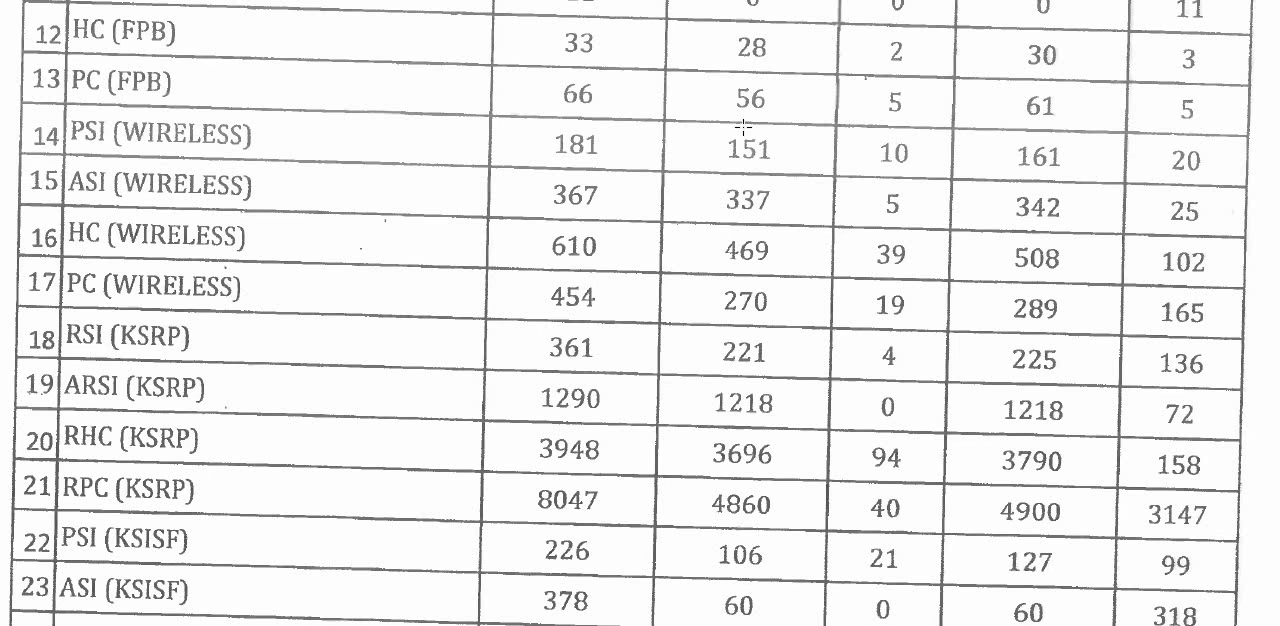 0 0 11
12 HC (FPB) 33 28 2 30 3
13 PC (FPB) 66 56 5 61 5
14 PSI (WIRELESS) 181 151 10 161 20
15 ASI (WIRELESS) 367 337 5 342 25
16 HC (WIRELESS) 610 469 39 508 102
17 PC (WIRELESS) 454 270 19 289 165
18 RSI (KSRP) 361 221 4 225 136
19 ARSI (KSRP) 1290 1218 0 1218 72
20 RHC (KSRP) 3948 3696 94 3790 158
21 RPC (KSRP) 8047 4860 40 4900 3147
22 PSI (KSISF) 226 106 21 127 99
23 ASI (KSISF) 378 60 0 60 318